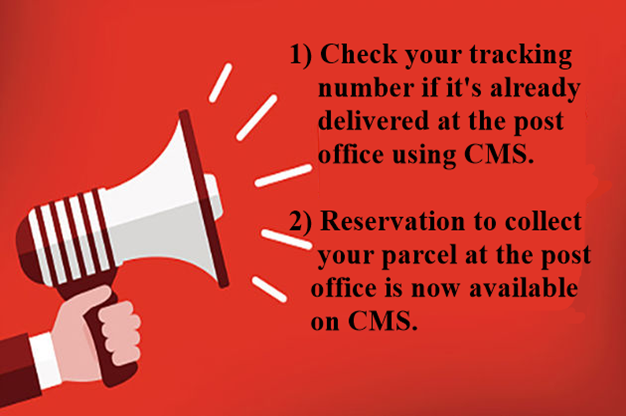 1) Check your tracking
number if it's already
delivered at the post
office using CMS.
2) Reservation to collect
your parcel at the post
office is now available
on CMS.